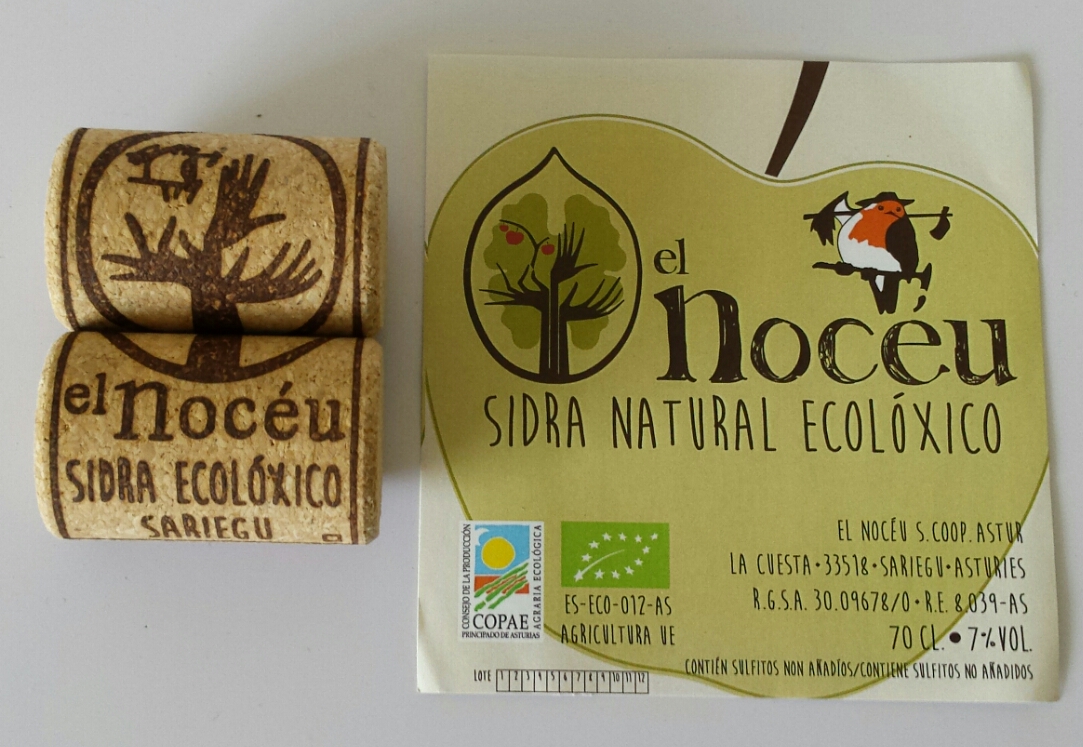 el nocéu
SIDRA ECOLÓXICO
SARIEGU
el
nocéu
SIDRA NATURAL ECOLÓXICO
CONSEJO DE LA PRODUCCIÓN
AGRARIA ECOLÓGICA
COPAE
PRINCIPADO DE ASTURIAS
ES-ECO-012-AS
AGRICULTURA UE
EL NOCÉU S.COOP. ASTUR
LA CUESTA·33518·SARIEGU·ASTURIES
R.G.S.A. 30.09678/O·R.E. 8.039-AS
70 CL.•7%VOL.
CONTIÉN SULFITOS NON AÑADÍOS/CONTIENE SULFITOS NO AÑADIDOS
LOTE 1 2 3 4 5 6 7 8 9 10 11 12